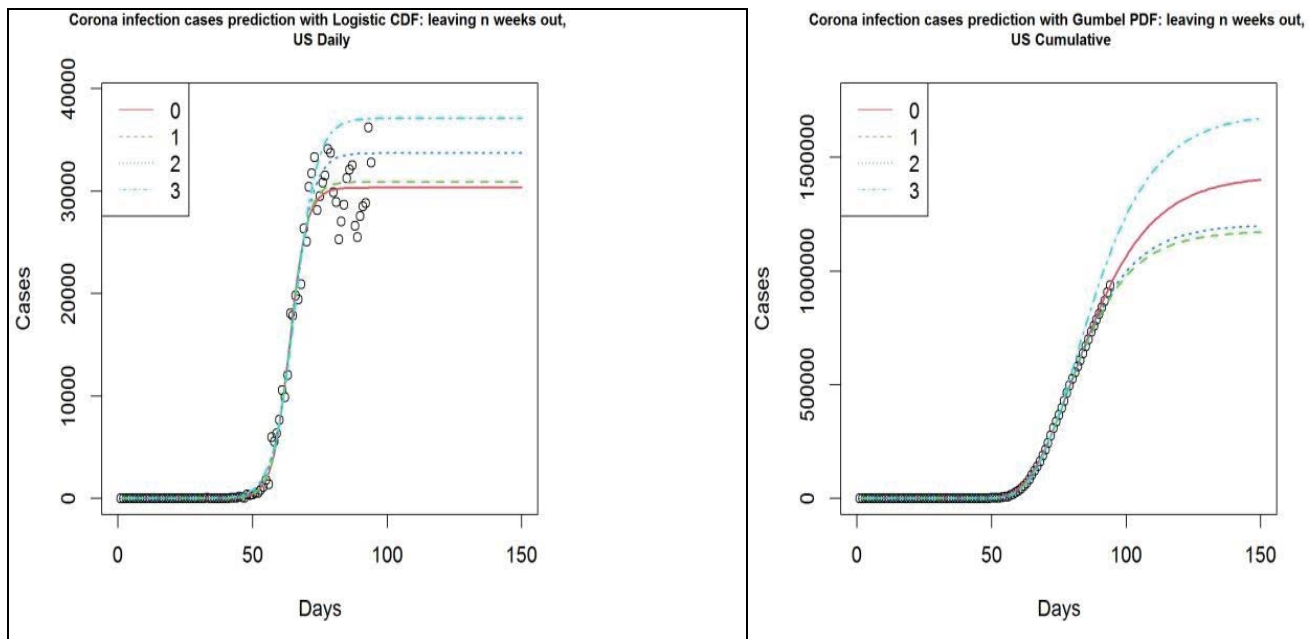 Corona infection cases prediction with Logistic CDF: leaving n weeks out,
US Daily
0
1
2
3
40000
30000
20000
10000
0
Cases
0 50 100 150
Days
Corona infection cases prediction with Gumbel PDF: leaving n weeks out,
US Cumulative
0
1
2
3
1500000
1000000
500000
0
Cases
0 50 100 150
Days